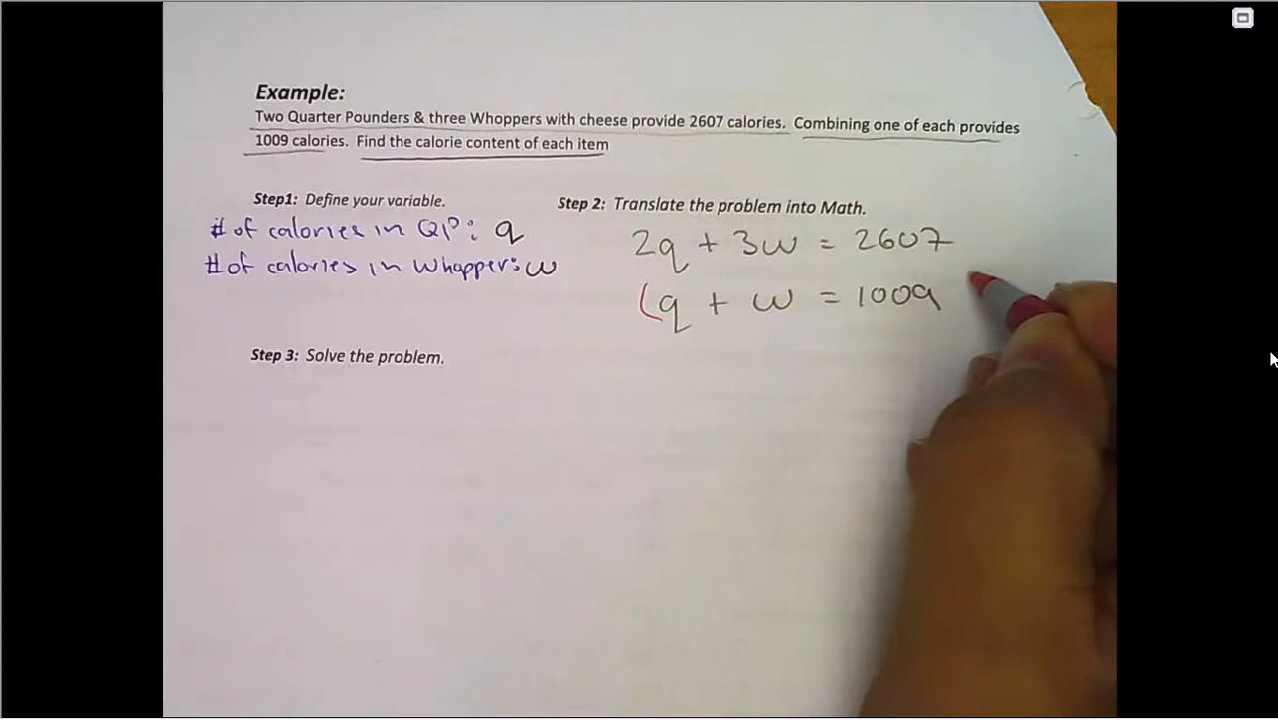 Example:
Two Quarter Pounders & three Whoppers with cheese provide 2607 calories. Combining one of each provides
1009 calories. Find the calorie content of each item
Step1: Define your variable.
# of calories in QP: q
# of calories in Whopper: w
Step 2: Translate the problem into Math.
2q + 3w = 2607
(q + w = 1009
Step 3: Solve the problem.